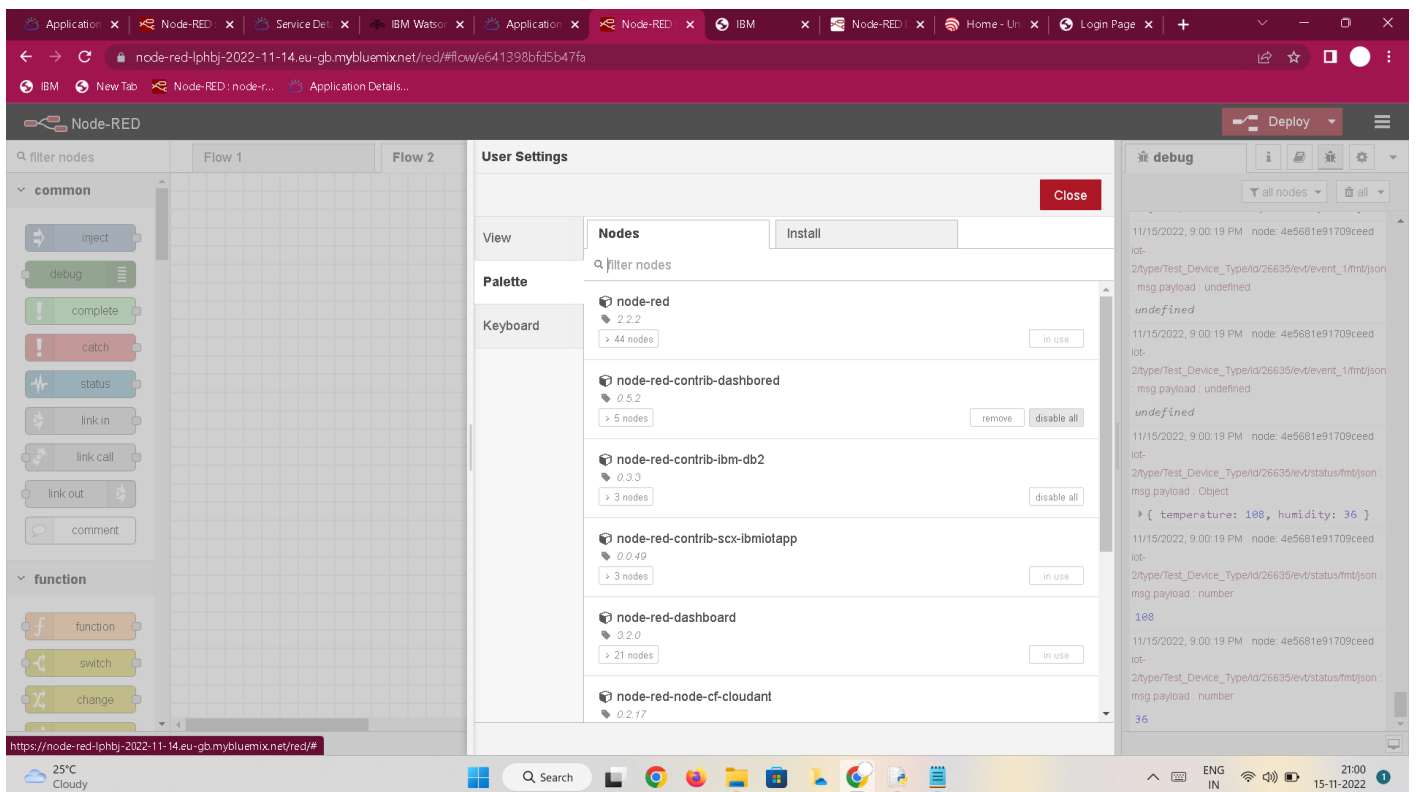 Application
Node-RED :
Service Det
IBM Watson
Application
Node-RED :
IBM
Node-RED
Home - Un
Login Page
node-red-lphbj-2022-11-14.eu-gb.mybluemix.net/red/#flow/e641398bfd5b47fa
IBM
New Tab
Node-RED : node-r...
Application Details...
Node-RED
Deploy
filter nodes
Flow 1
Flow 2
common
inject
debug
complete
catch
status
link in
link call
link out
comment
function
function
switch
change
User Settings
Close
View
Palette
Keyboard
Nodes
Install
filter nodes
node-red
2.2.2
> 44 nodes
in use
node-red-contrib-dashbored
0.5.2
> 5 nodes
remove
disable all
node-red-contrib-ibm-db2
0.3.3
> 3 nodes
disable all
node-red-contrib-scx-ibmiotapp
0.0.49
> 3 nodes
in use
node-red-dashboard
3.2.0
> 21 nodes
in use
node-red-node-cf-cloudant
0.2.17
debug
i
all nodes
all
11/15/2022, 9:00:19 PM node: 4e5681e91709ceed
iot-
2/type/Test_Device_Type/id/26635/evt/event_1/fmt/json
: msg.payload : undefined
undefined
11/15/2022, 9:00:19 PM node: 4e5681e91709ceed
iot-
2/type/Test_Device_Type/id/26635/evt/event_1/fmt/json
: msg.payload : undefined
undefined
11/15/2022, 9:00:19 PM node: 4e5681e91709ceed
iot-
2/type/Test_Device_Type/id/26635/evt/status/fmt/json :
msg.payload : Object
{ temperature: 108, humidity: 36 }
11/15/2022, 9:00:19 PM node: 4e5681e91709ceed
iot-
2/type/Test_Device_Type/id/26635/evt/status/fmt/json :
msg.payload : number
108
11/15/2022, 9:00:19 PM node: 4e5681e91709ceed
iot-
2/type/Test_Device_Type/id/26635/evt/status/fmt/json :
msg.payload : number
36
https://node-red-lphbj-2022-11-14.eu-gb.mybluemix.net/red/#
25°C
Cloudy
Search
ENG
IN
21:00
15-11-2022
1